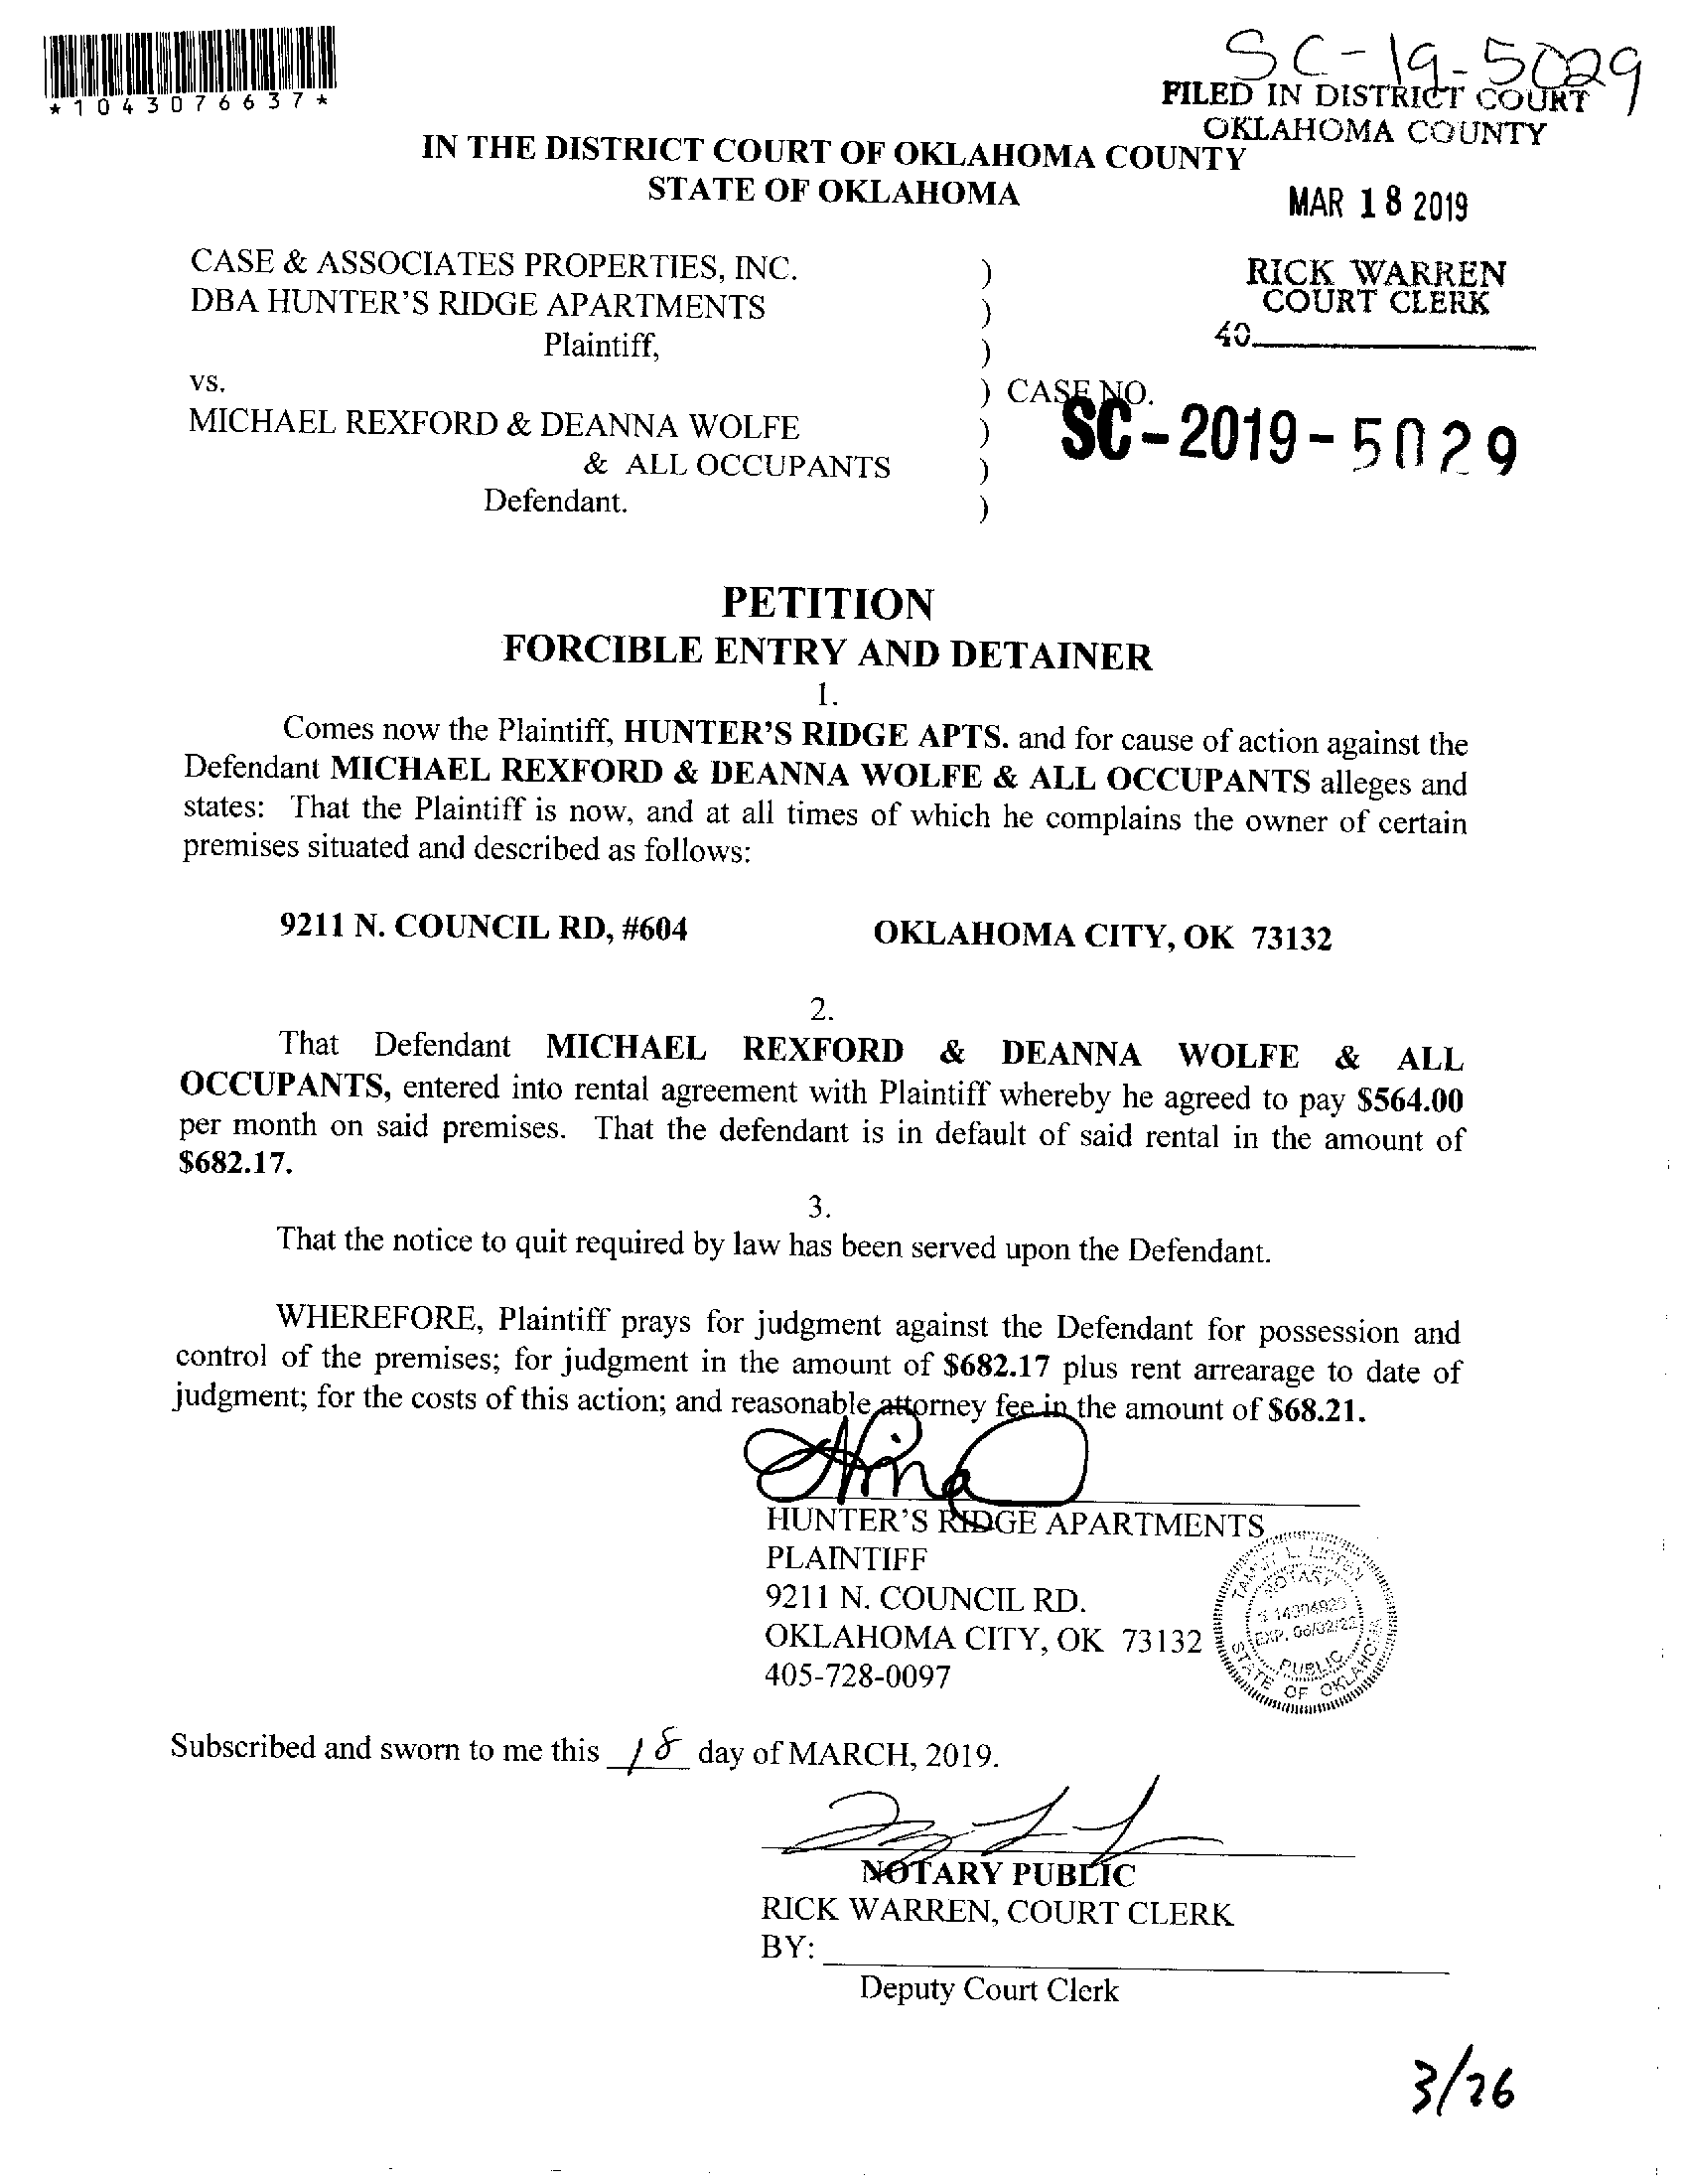 *1043076637*
SC-19-5029
FILED IN DISTRICT COURT
OKLAHOMA COUNTY
IN THE DISTRICT COURT OF OKLAHOMA COUNTY
STATE OF OKLAHOMA
MAR 18 2019
RICK WARREN
COURT CLERK
40
CASE & ASSOCIATES PROPERTIES, INC. )
DBA HUNTER'S RIDGE APARTMENTS )
Plaintiff, )
vs. ) CASE NO.
SC-2019-5029
MICHAEL REXFORD & DEANNA WOLFE )
& ALL OCCUPANTS )
Defendant. )
PETITION
FORCIBLE ENTRY AND DETAINER
1.
Comes now the Plaintiff, HUNTER'S RIDGE APTS. and for cause of action against the
Defendant MICHAEL REXFORD & DEANNA WOLFE & ALL OCCUPANTS alleges and
states: That the Plaintiff is now, and at all times of which he complains the owner of certain
premises situated and described as follows:
9211 N. COUNCIL RD, #604 OKLAHOMA CITY, OK 73132
2.
That Defendant MICHAEL REXFORD & DEANNA WOLFE & ALL
OCCUPANTS, entered into rental agreement with Plaintiff whereby he agreed to pay $564.00
per month on said premises. That the defendant is in default of said rental in the amount of
$682.17.
3.
That the notice to quit required by law has been served upon the Defendant.
WHEREFORE, Plaintiff prays for judgment against the Defendant for possession and
control of the premises; for judgment in the amount of $682.17 plus rent arrearage to date of
judgment; for the costs of this action; and reasonable attorney fee in the amount of $68.21.
HUNTER'S RIDGE APARTMENTS
PLAINTIFF
9211 N. COUNCIL RD.
OKLAHOMA CITY, OK 73132
405-728-0097
NOTARY
EXP. 06/02/22
PUBLIC
STATE OF OKLAHOMA
Subscribed and sworn to me this 18 day of MARCH, 2019.
NOTARY PUBLIC
RICK WARREN, COURT CLERK
BY:
Deputy Court Clerk
3/26